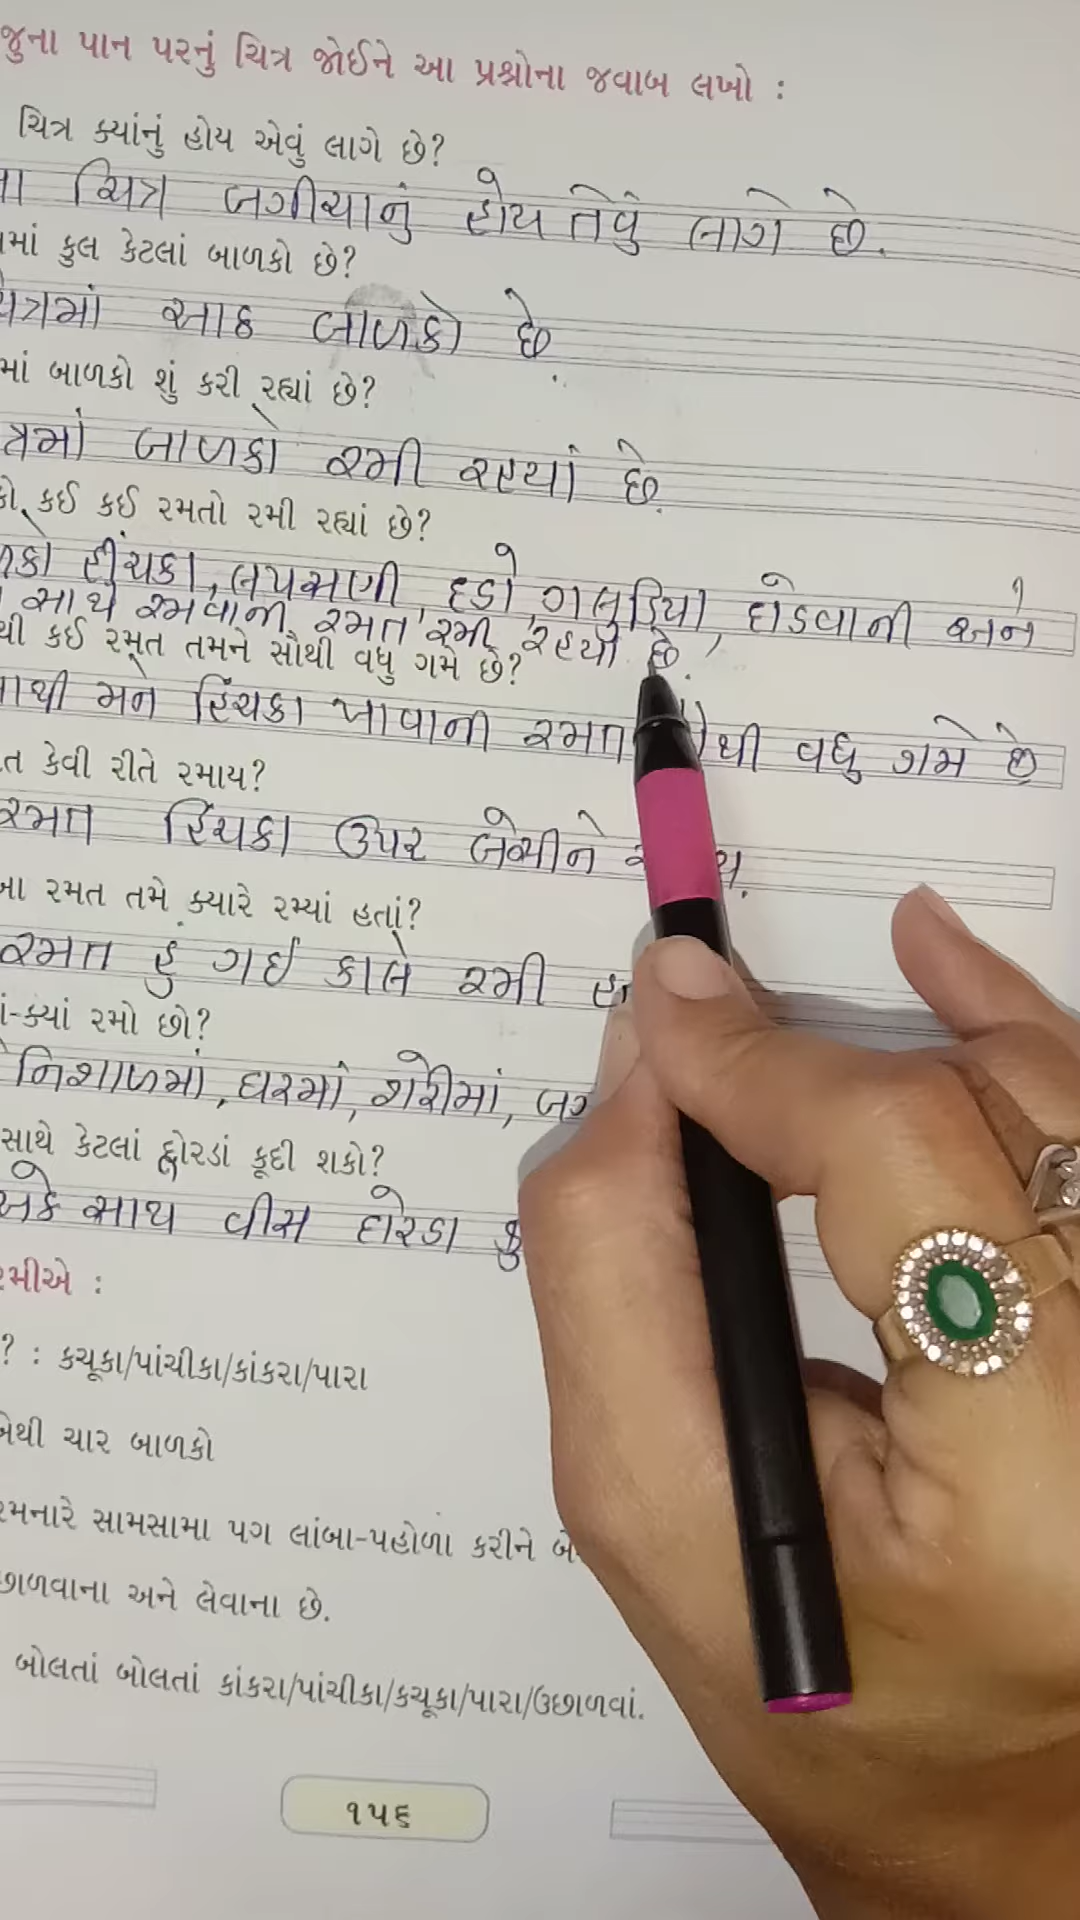 જુના પાન પરનું ચિત્ર જોઈને આ પ્રશ્નોના જવાબ લખો :
ચિત્ર ક્યાંનું હોય એવું લાગે છે?
ચિત્ર બગીચાનું હોય તેવું લાગે છે.
માં કુલ કેટલાં બાળકો છે?
ચિત્રમાં આઠ બાળકો છે.
માં બાળકો શું કરી રહ્યાં છે?
ત્રમાં બાળકો રમી રહયાં છે.
કો કઈ કઈ રમતો રમી રહ્યાં છે?
ળકો હીંચકા, લપસણી, દડો, ગલુડિયા, દોડવાની અને
સાથે રમવાની રમત રમી રહયાં છે.
થી કઈ રમત તમને સૌથી વધુ ગમે છે?
માથી મને હિંચકા ખાવાની રમત થી વધુ ગમે છે
ત કેવી રીતે રમાય?
રમત હિંચકા ઉપર બેસીને
આ રમત તમે ક્યારે રમ્યાં હતાં?
રમત હું ગઈ કાલે રમી
ાં-ક્યાં રમો છો?
નિશાળમાં, ઘરમાં, શેરીમાં,
સાથે કેટલાં દોરડાં કૂદી શકો?
એકે સાથ વીસ દોરડા
રમીએ :
? : કચૂકા/પાંચીકા/કાંકરા/પારા
બેથી ચાર બાળકો
રમનારે સામસામા પગ લાંબા-પહોળા કરીને
છાળવાના અને લેવાના છે.
બોલતાં બોલતાં કાંકરા/પાંચીકા/કચૂકા/પારા/ઉછાળવાં.
૧૫૬